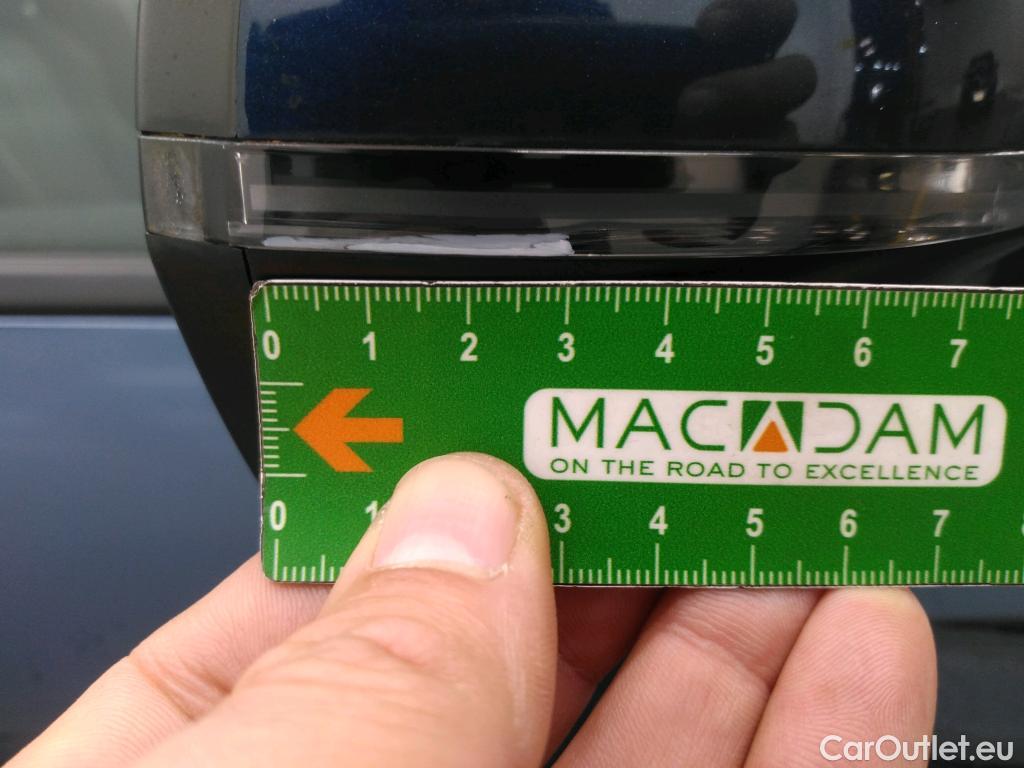 0 1 2 3 4 5 6 7
MACADAM
ON THE ROAD TO EXCELLENCE
0 1 3 4 5 6 7
CarOutlet.eu